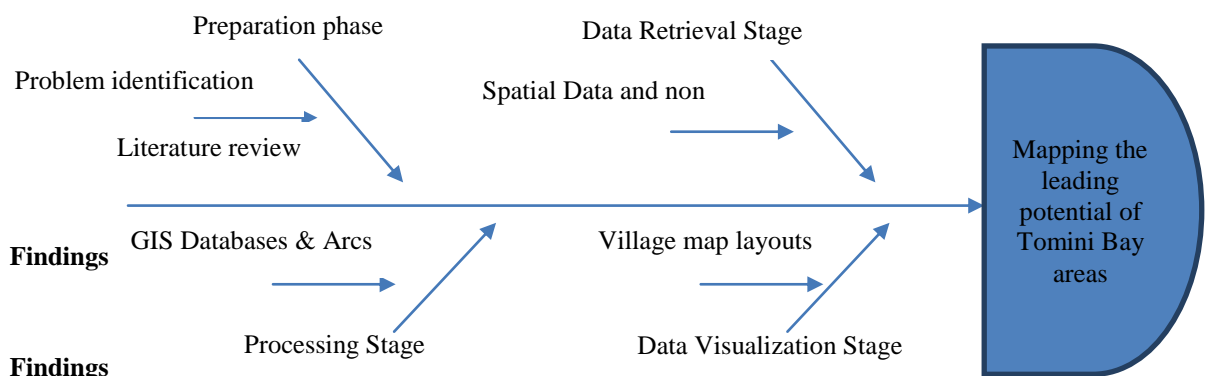 Preparation phase
Data Retrieval Stage
Problem identification
Spatial Data and non
Literature review
Mapping the
leading
potential of
Tomini Bay
areas
GIS Databases & Arcs
Village map layouts
Findings
Processing Stage
Data Visualization Stage
Findings